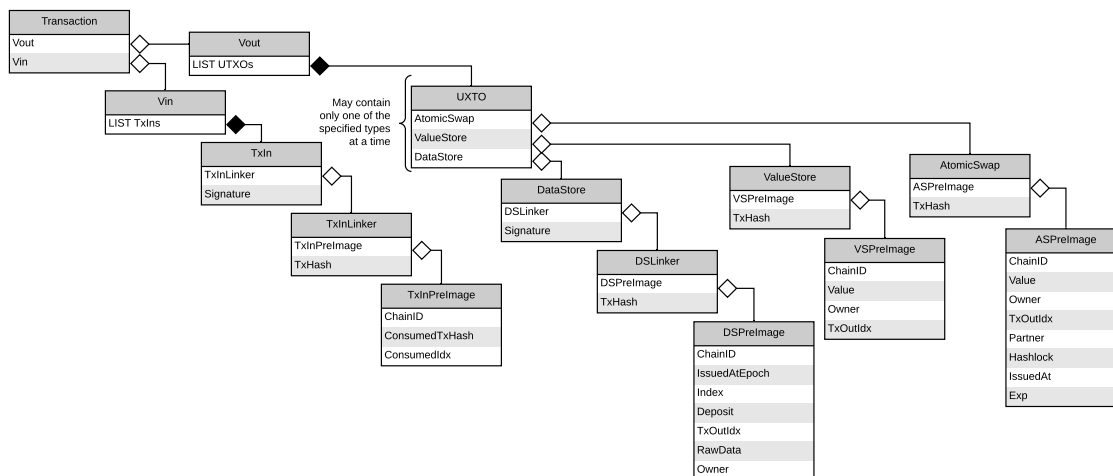 Transaction
Vout
Vin
Vout
LIST UTXOs
Vin
LIST TxIns
TxIn
TxInLinker
Signature
TxInLinker
TxInPreImage
TxHash
TxInPreImage
ChainID
ConsumedTxHash
ConsumedIdx
May contain
only one of the
specified types
at a time
UXTO
AtomicSwap
ValueStore
DataStore
DataStore
DSLinker
Signature
DSLinker
DSPreImage
TxHash
DSPreImage
ChainID
IssuedAtEpoch
Index
Deposit
TxOutIdx
RawData
Owner
ValueStore
VSPreImage
TxHash
VSPreImage
ChainID
Value
Owner
TxOutIdx
AtomicSwap
ASPreImage
TxHash
ASPreImage
ChainID
Value
Owner
TxOutIdx
Partner
Hashlock
IssuedAt
Exp